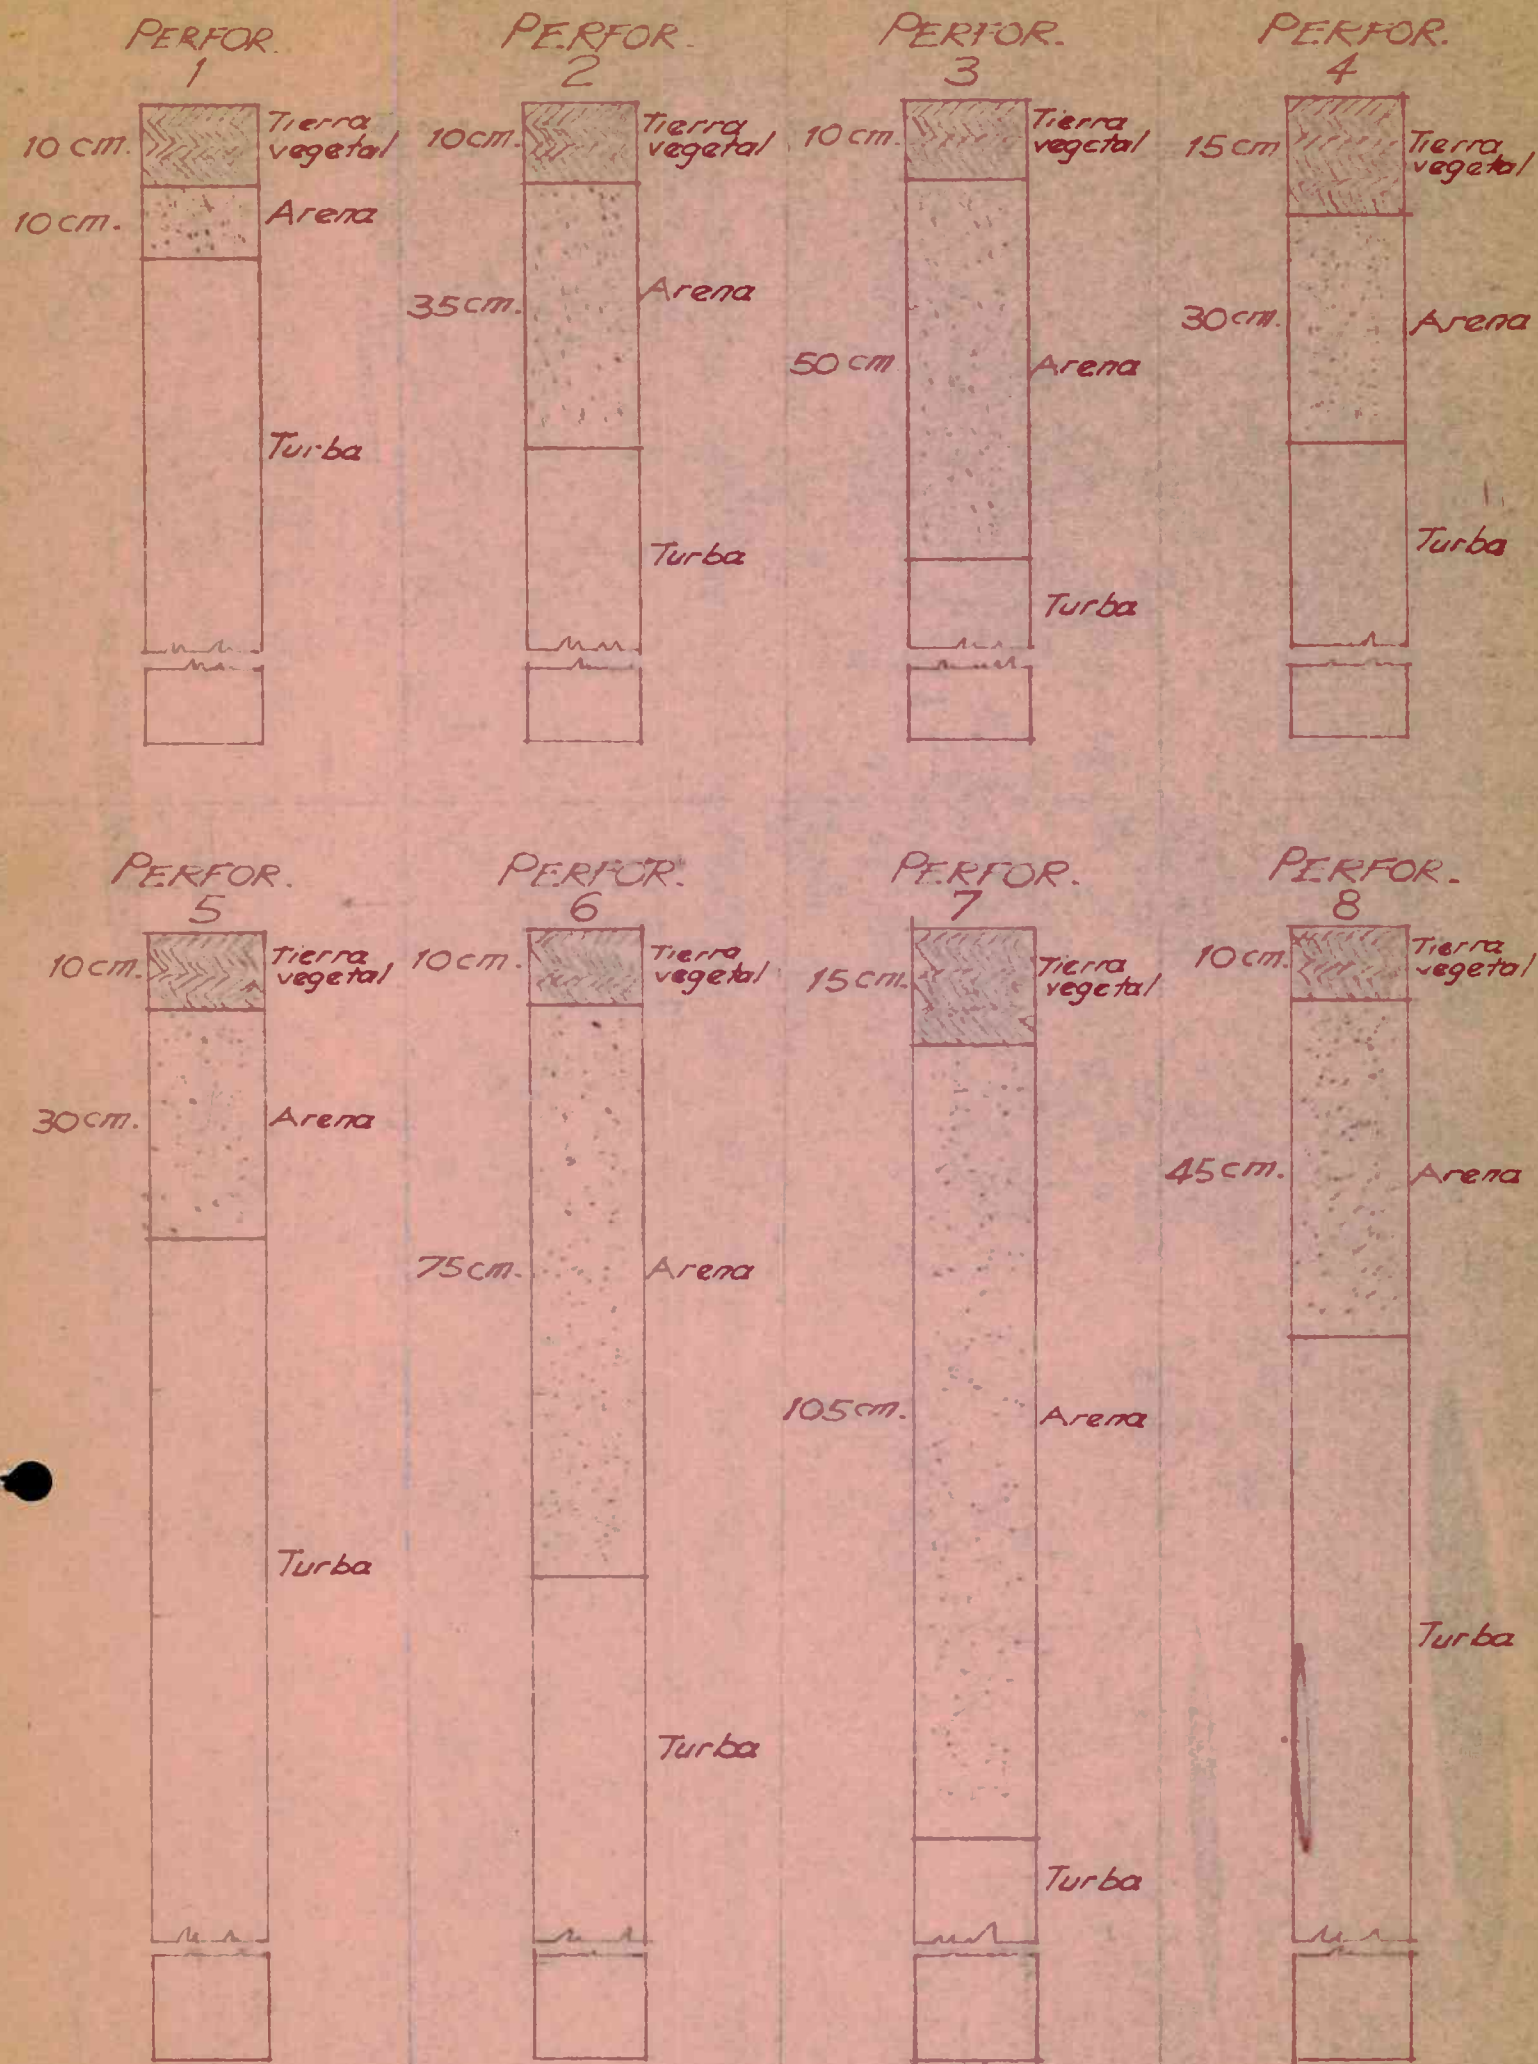 PERFOR.
1
10 cm.
Tierra
vegetal
10 cm.
Arena
Turba
PERFOR.
2
10 cm.
Tierra
vegetal
35 cm.
Arena
Turba
PERFOR.
3
10 cm.
Tierra
vegetal
50 cm
Arena
Turba
PERFOR.
4
15 cm
Tierra
vegetal
30 cm.
Arena
Turba
PERFOR.
5
10 cm.
Tierra
vegetal
30 cm.
Arena
Turba
PERFOR.
6
10 cm.
Tierra
vegetal
75 cm.
Arena
Turba
PERFOR.
7
15 cm.
Tierra
vegetal
105 cm.
Arena
Turba
PERFOR.
8
10 cm.
Tierra
vegetal
45 cm.
Arena
Turba